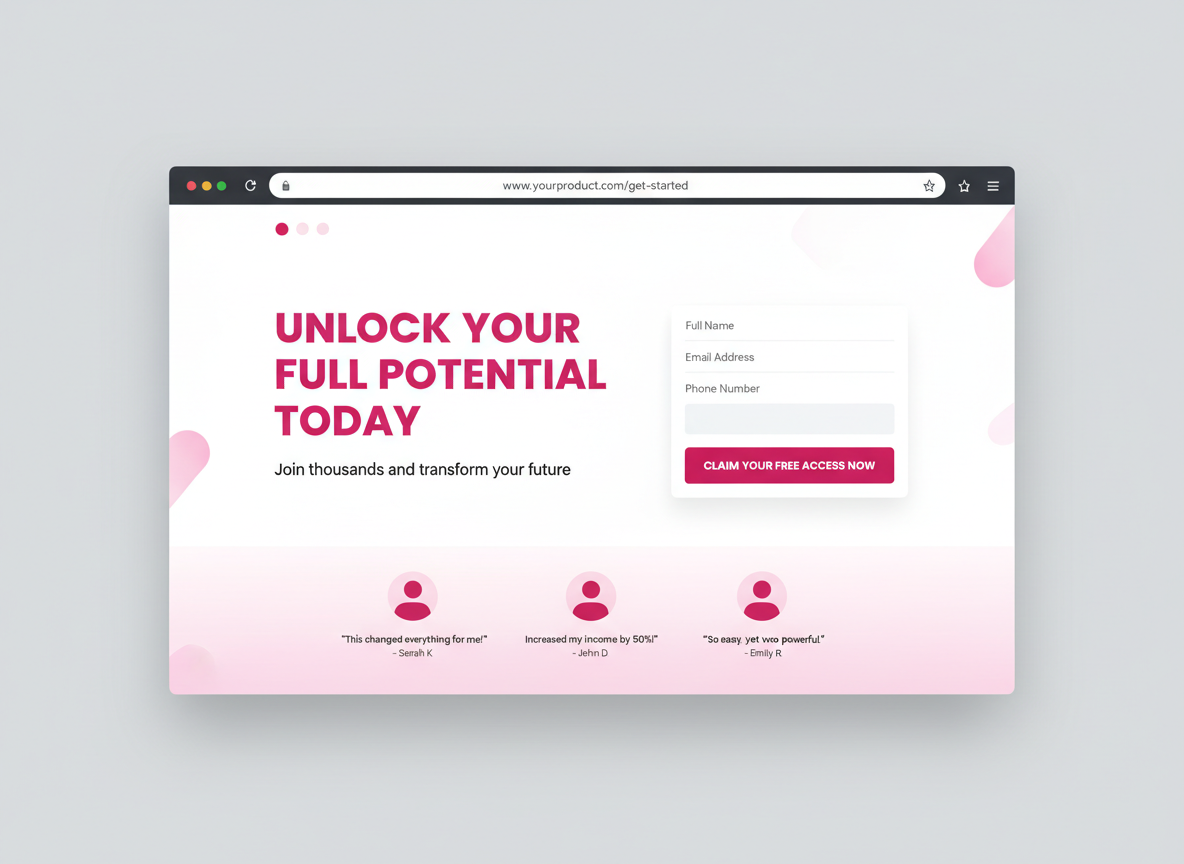 www.yourproduct.com/get-started
UNLOCK YOUR
FULL POTENTIAL
TODAY
Join thousands and transform your future
Full Name
Email Address
Phone Number
CLAIM YOUR FREE ACCESS NOW
"This changed everything for me!"
- Serrah K
Increased my income by 50%!"
- Jehn D
"So easy yet powerful."
- Emily R